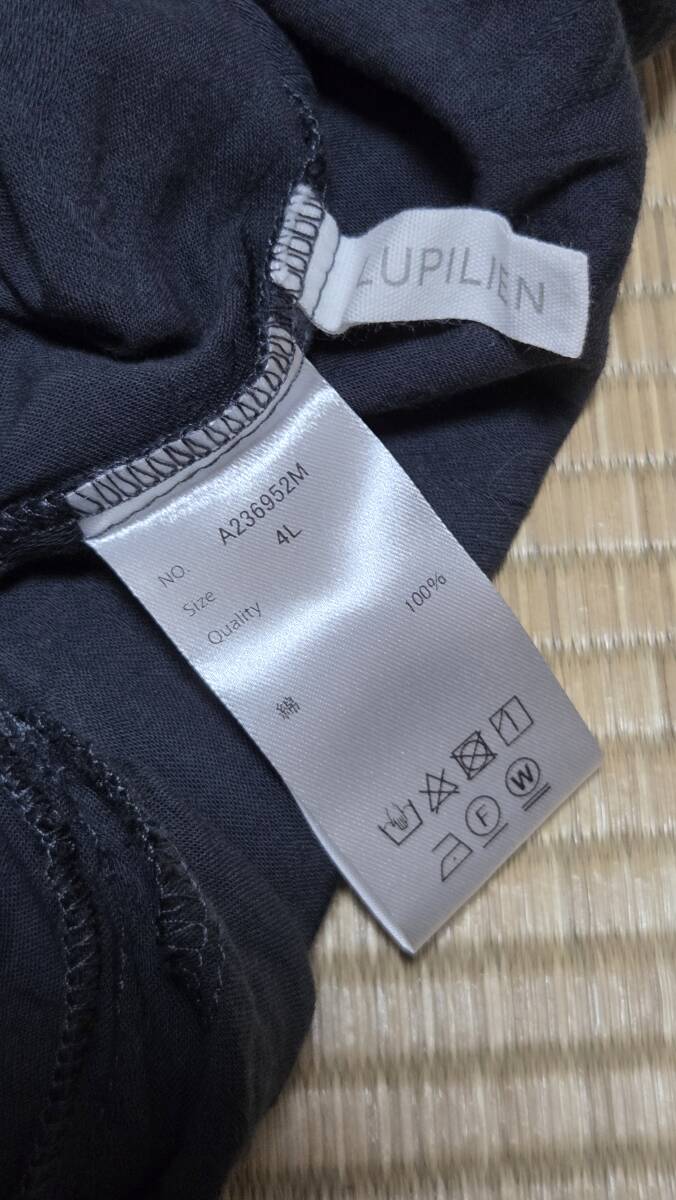 LUPILIEN
NO. A236952M
Size 4L
Quality
綿 100%
F W